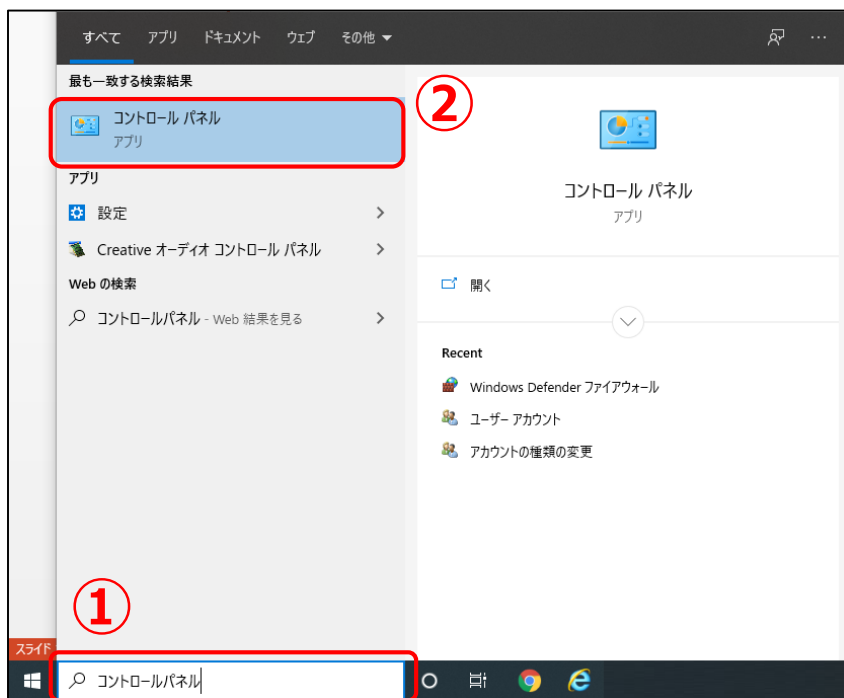 すべて アプリ ドキュメント ウェブ その他
最も一致する検索結果
コントロール パネル
アプリ
②
アプリ
設定
Creative オーディオ コントロール パネル
Web の検索
コントロールパネル - Web 結果を見る
コントロール パネル
アプリ
開く
Recent
Windows Defender ファイアウォール
ユーザー アカウント
アカウントの種類の変更
①
スライド
コントロールパネル